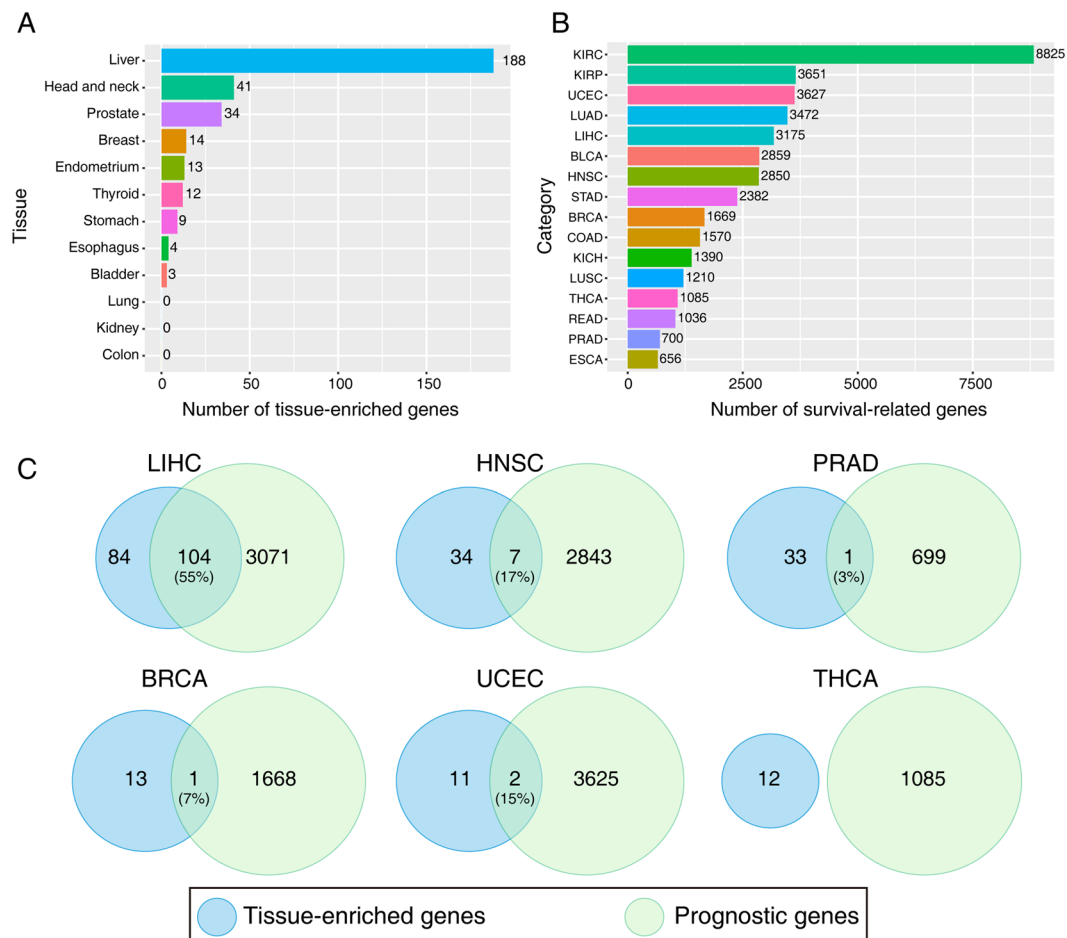 A
Tissue
Liver 188
Head and neck 41
Prostate 34
Breast 14
Endometrium 13
Thyroid 12
Stomach 9
Esophagus 4
Bladder 3
Lung 0
Kidney 0
Colon 0
0 50 100 150
Number of tissue-enriched genes
B
Category
KIRC 8825
KIRP 3651
UCEC 3627
LUAD 3472
LIHC 3175
BLCA 2859
HNSC 2850
STAD 2382
BRCA 1669
COAD 1570
KICH 1390
LUSC 1210
THCA 1085
READ 1036
PRAD 700
ESCA 656
0 2500 5000 7500
Number of survival-related genes
C
LIHC
84 104 3071
(55%)
HNSC
34 7 2843
(17%)
PRAD
33 1 699
(3%)
BRCA
13 1 1668
(7%)
UCEC
11 2 3625
(15%)
THCA
12 1085
Tissue-enriched genes
Prognostic genes